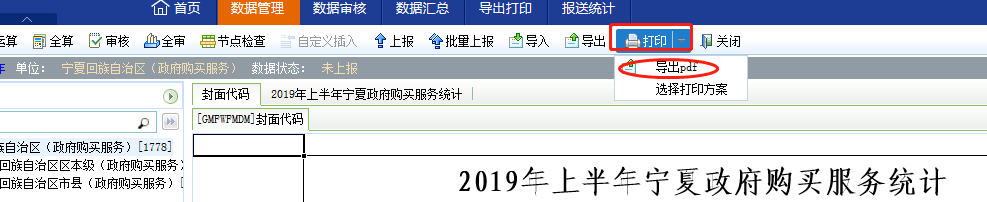 首页 数据管理 数据审核 数据汇总 导出打印 报送统计
运算 全算 审核 全审 节点检查 自定义插入 上报 批量上报 导入 导出 打印 关闭
年 单位： 宁夏回族自治区（政府购买服务） 数据状态： 未上报
导出pdf
选择打印方案
封面代码 2019年上半年宁夏政府购买服务统计
[GMFWFMDM]封面代码
族自治区（政府购买服务）[1778]
回族自治区区本级（政府购买服务）
回族自治区市县（政府购买服务）[
2019年上半年宁夏政府购买服务统计